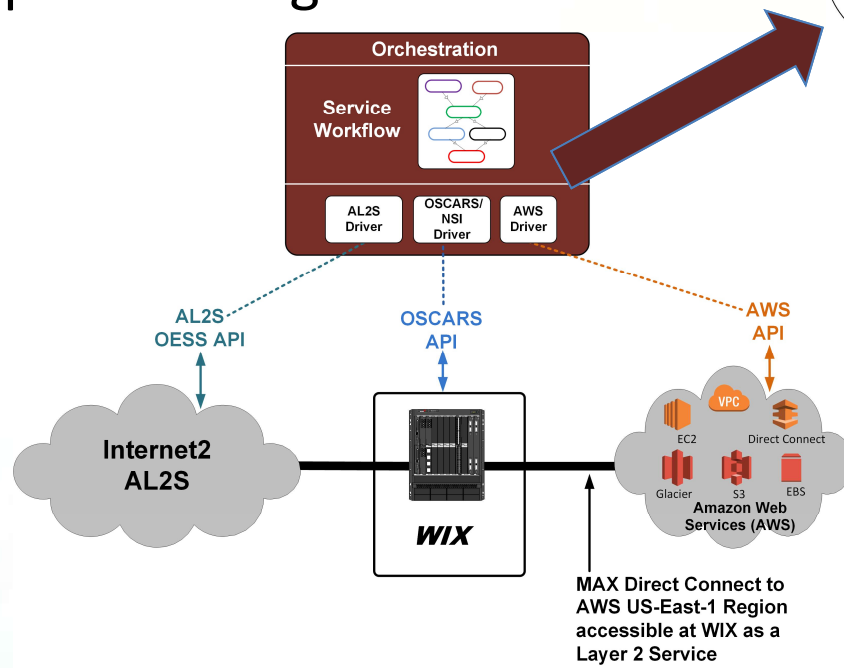 Orchestration
Service
Workflow
AL2S
Driver
OSCARS/
NSI
Driver
AWS
Driver
AL2S
OESS API
OSCARS
API
AWS
API
Internet2
AL2S
WIX
VPC
EC2
Direct Connect
Glacier
S3
EBS
Amazon Web
Services (AWS)
MAX Direct Connect to
AWS US-East-1 Region
accessible at WIX as a
Layer 2 Service